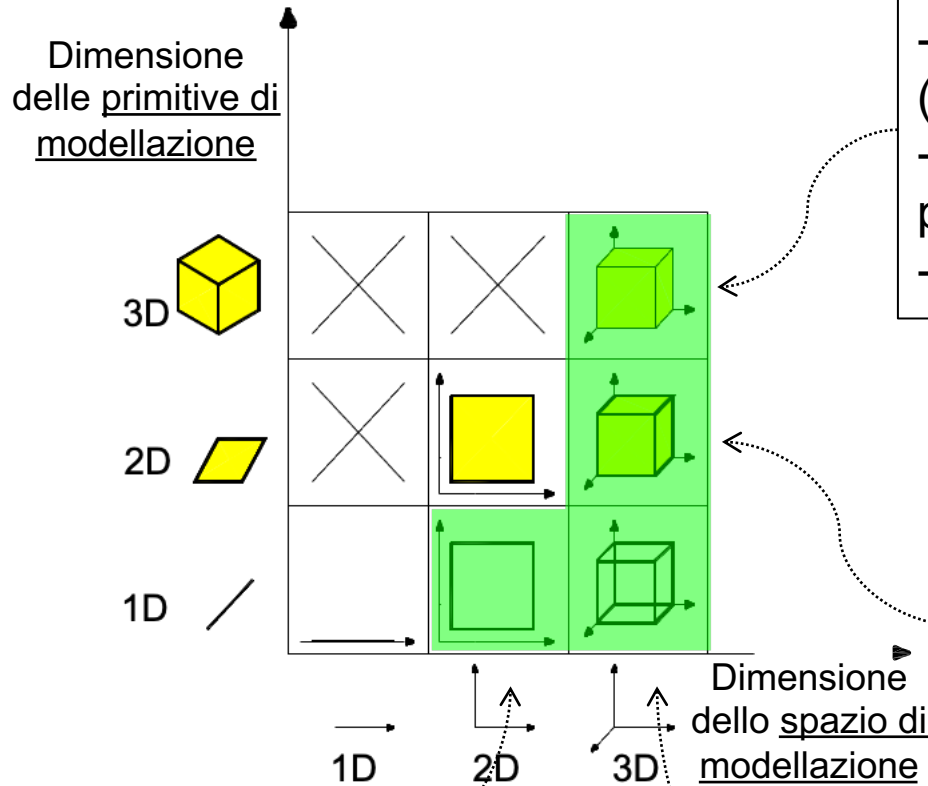 Dimensione
delle primitive di
modellazione
-
(
-
p
-
3D
2D
1D
1D
2D
3D
Dimensione
dello spazio di
modellazione